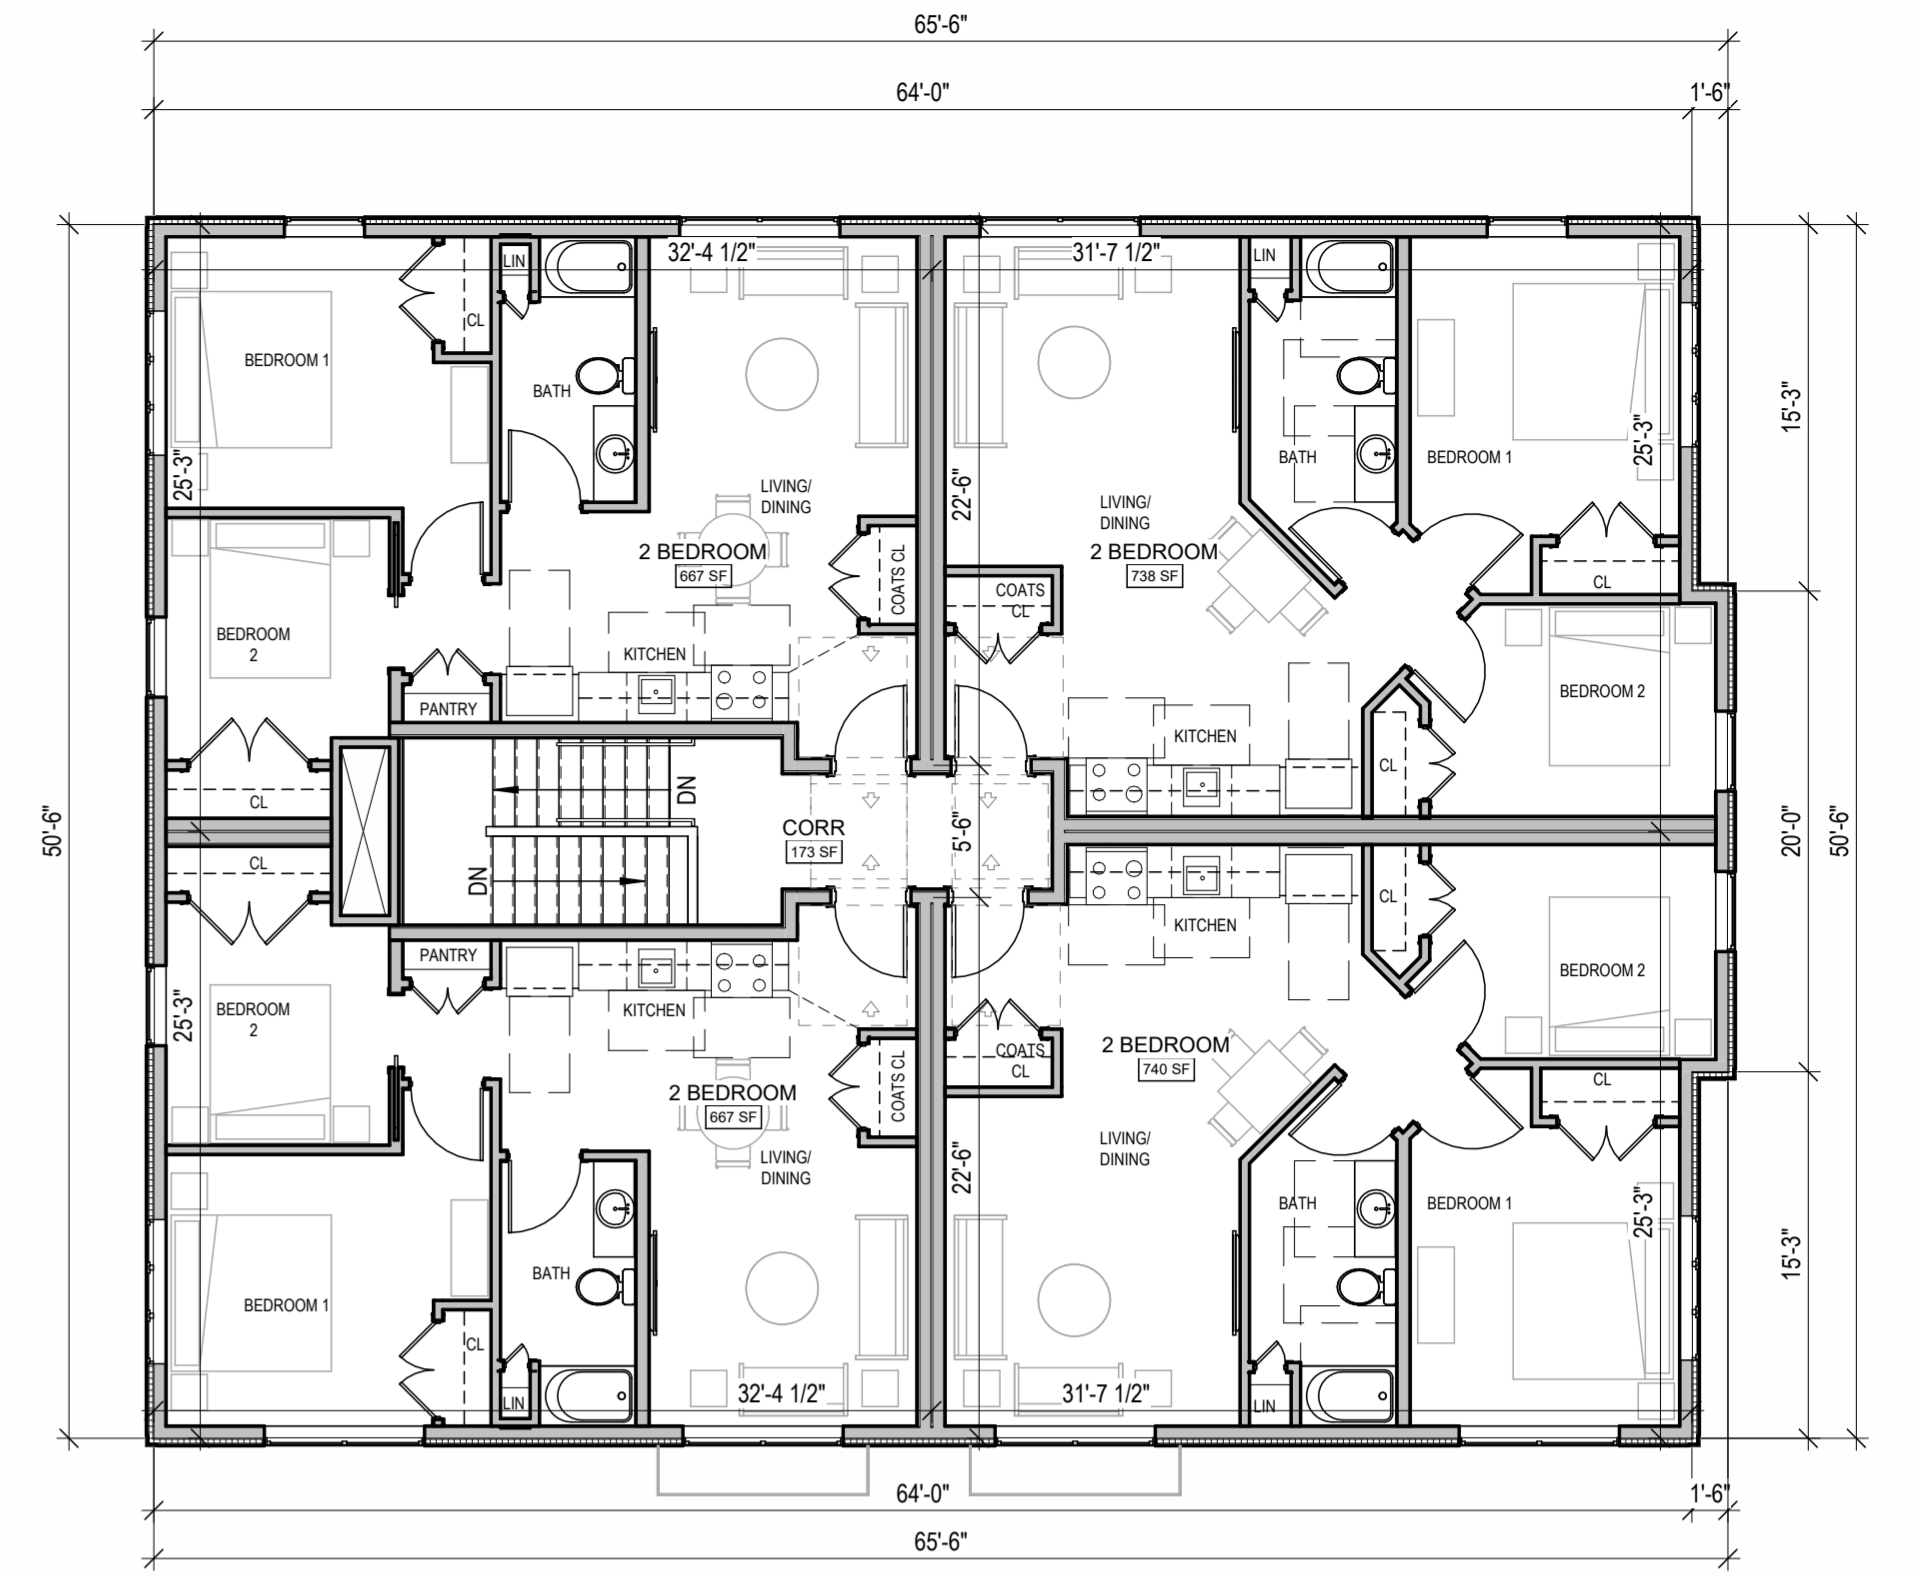 65'-6"
64'-0"
1'-6"
32'-4 1/2"
31'-7 1/2"
LIN
LIN
CL
BEDROOM 1
BATH
25'-3"
LIVING/
DINING
22'-6"
LIVING/
DINING
BATH
BEDROOM 1
25'-3"
15'-3"
2 BEDROOM
667 SF
COATS CL
2 BEDROOM
738 SF
COATS
CL
CL
BEDROOM
2
KITCHEN
PANTRY
BEDROOM 2
KITCHEN
CL
CL
DN
CORR
173 SF
5'-6"
50'-6"
20'-0"
50'-6"
CL
DN
CL
KITCHEN
PANTRY
KITCHEN
BEDROOM 2
BEDROOM
2
25'-3"
COATS
CL
2 BEDROOM
740 SF
COATS CL
2 BEDROOM
667 SF
CL
LIVING/
DINING
22'-6"
LIVING/
DINING
BATH
BEDROOM 1
25'-3"
15'-3"
BATH
BEDROOM 1
CL
LIN
32'-4 1/2"
31'-7 1/2"
LIN
64'-0"
1'-6"
65'-6"